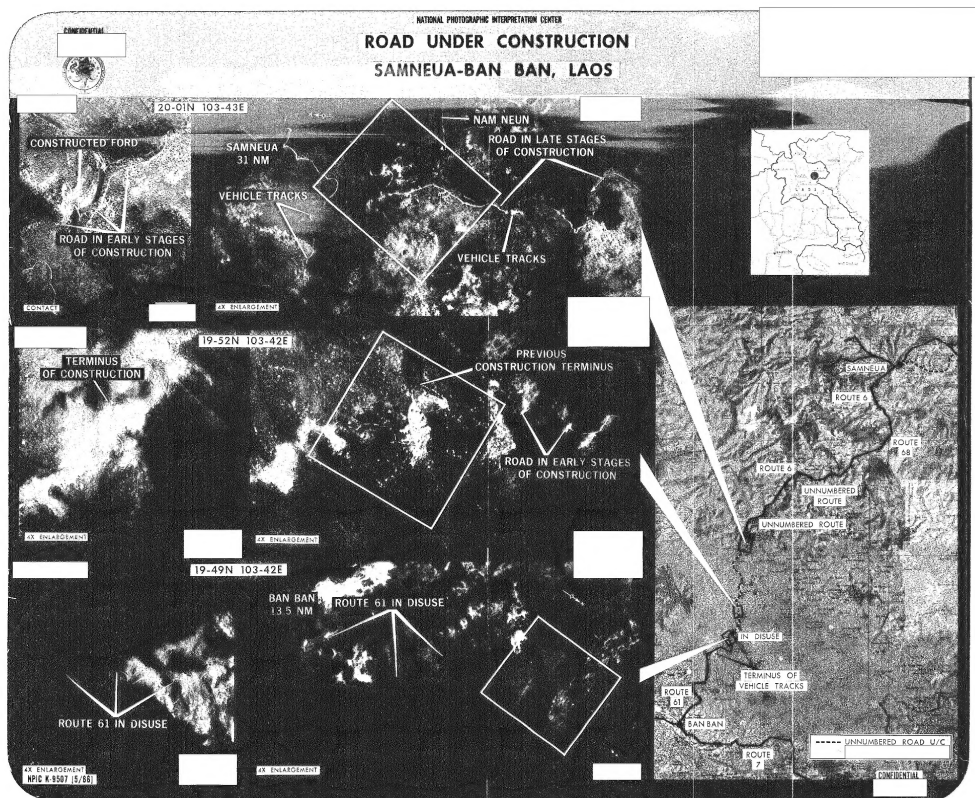 NATIONAL PHOTOGRAPHIC INTERPRETATION CENTER
CONFIDENTIAL
ROAD UNDER CONSTRUCTION
SAMNEUA-BAN BAN, LAOS
20-01N 103-43E
CONSTRUCTED FORD
ROAD IN EARLY STAGES
OF CONSTRUCTION
CONTACT
SAMNEUA
31 NM
VEHICLE TRACKS
NAM NEUN
ROAD IN LATE STAGES
OF CONSTRUCTION
VEHICLE TRACKS
4X ENLARGEMENT
LAOS
19-52N 103-42E
TERMINUS
OF CONSTRUCTION
4X ENLARGEMENT
PREVIOUS
CONSTRUCTION TERMINUS
ROAD IN EARLY STAGES
OF CONSTRUCTION
4X ENLARGEMENT
19-49N 103-42E
ROUTE 61 IN DISUSE
4X ENLARGEMENT
NPIC K-9507 (5/66)
BAN BAN
13.5 NM
ROUTE 61 IN DISUSE
4X ENLARGEMENT
SAMNEUA
ROUTE 6
ROUTE
68
ROUTE 6
UNNUMBERED
ROUTE
UNNUMBERED ROUTE
IN DISUSE
TERMINUS OF
VEHICLE TRACKS
ROUTE
61
BAN BAN
ROUTE
7
UNNUMBERED ROAD U/C
CONFIDENTIAL